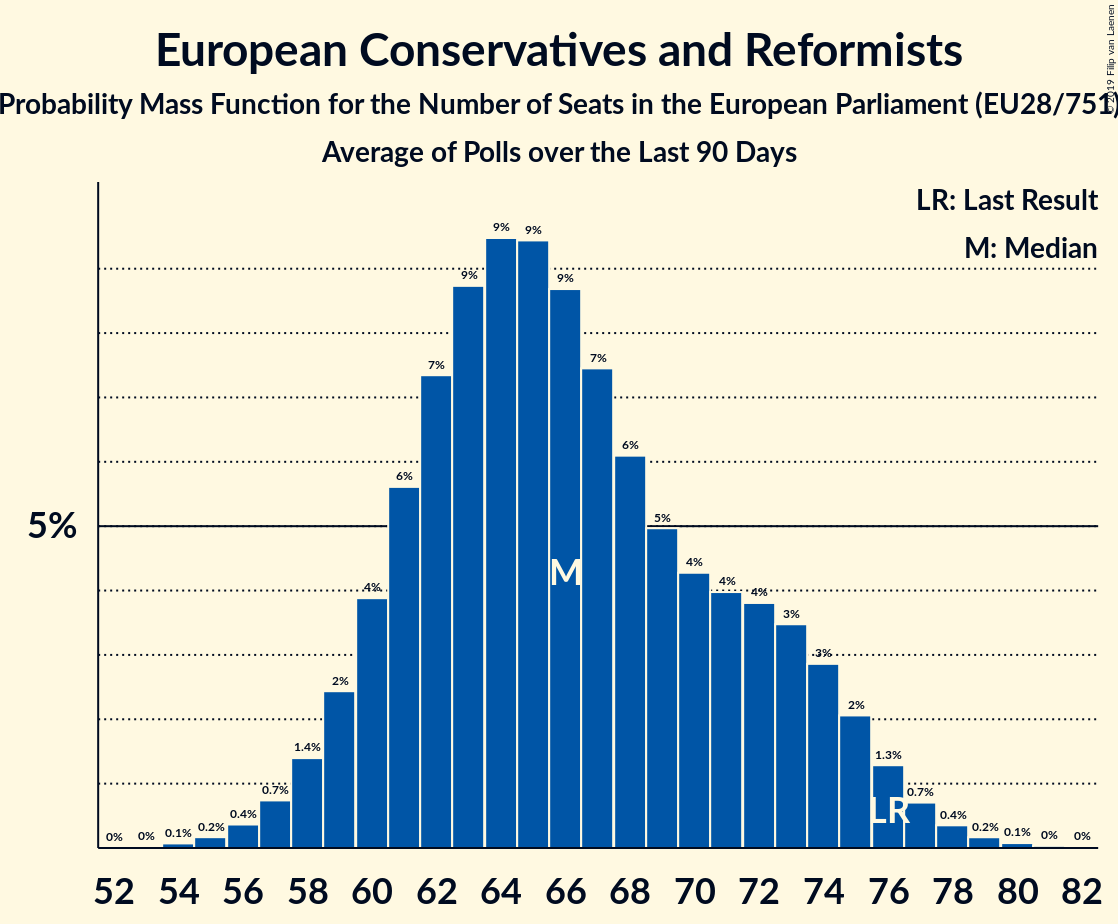 European Conservatives and Reformists
Probability Mass Function for the Number of Seats in the European Parliament (EU28/751)
Average of Polls over the Last 90 Days
© 2019 Filip van Laenen
LR: Last Result
M: Median
5%
0% 0% 0.1% 0.2% 0.4% 0.7% 1.4% 2% 4% 6% 7% 9% 9% 9% 9% 7% 6% 5% 4% 4% 4% 3% 3% 2% 1.3% 0.7% 0.4% 0.2% 0.1% 0% 0%
M
LR
52 54 56 58 60 62 64 66 68 70 72 74 76 78 80 82